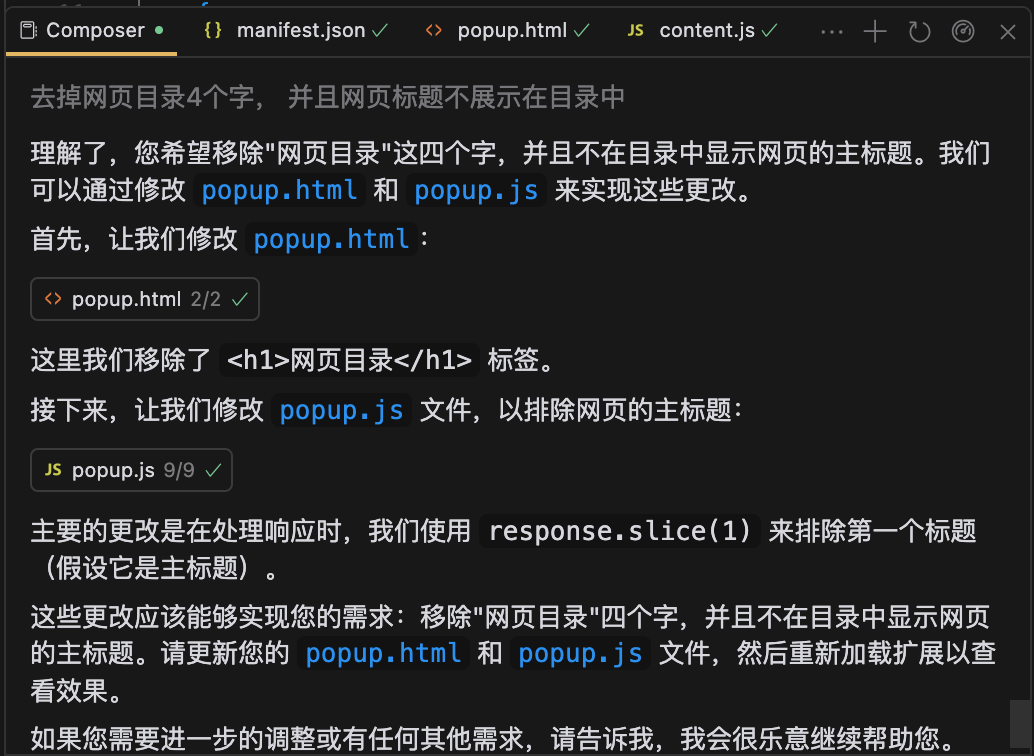 Composer manifest.json popup.html JS content.js
去掉网页目录4个字， 并且网页标题不展示在目录中
理解了，您希望移除"网页目录"这四个字，并且不在目录中显示网页的主标题。我们
可以通过修改 popup.html 和 popup.js 来实现这些更改。
首先，让我们修改 popup.html：
popup.html 2/2
这里我们移除了 <h1>网页目录</h1> 标签。
接下来，让我们修改 popup.js 文件，以排除网页的主标题：
JS popup.js 9/9
主要的更改是在处理响应时，我们使用 response.slice(1) 来排除第一个标题
（假设它是主标题）。
这些更改应该能够实现您的需求：移除"网页目录"四个字，并且不在目录中显示网页
的主标题。请更新您的 popup.html 和 popup.js 文件，然后重新加载扩展以查
看效果。
如果您需要进一步的调整或有任何其他需求，请告诉我，我会很乐意继续帮助您。